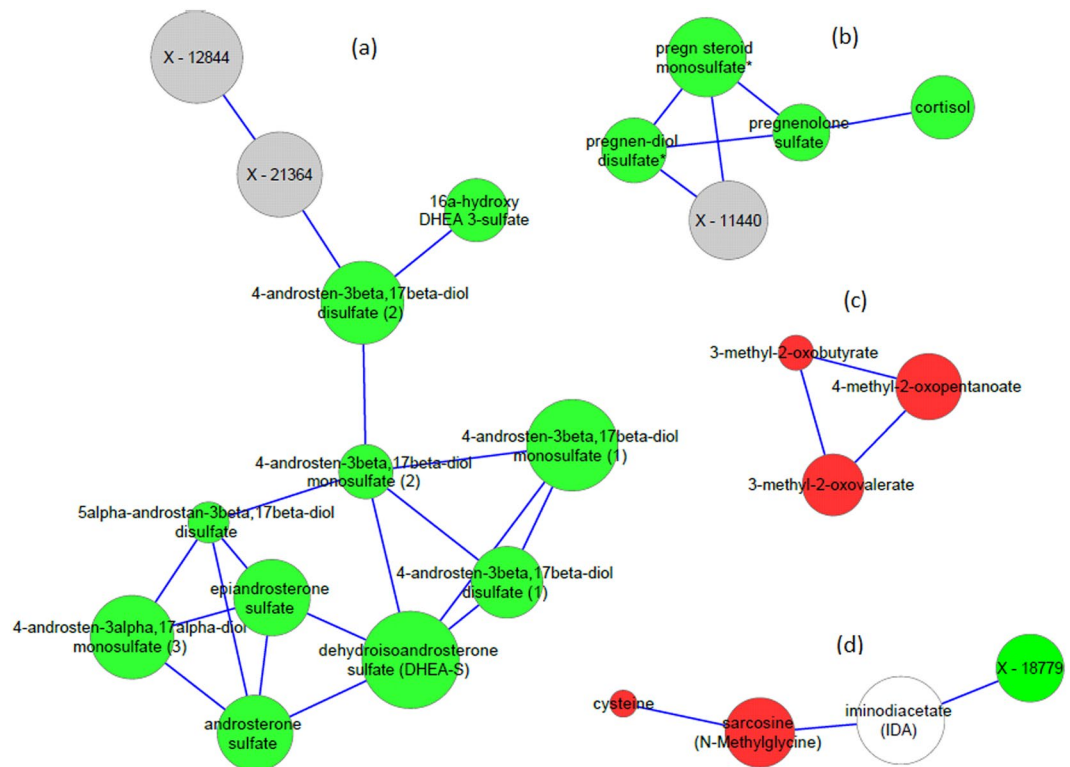 (a)
X - 12844
X - 21364
16a-hydroxy
DHEA 3-sulfate
4-androsten-3beta,17beta-diol
disulfate (2)
4-androsten-3beta,17beta-diol
monosulfate (1)
4-androsten-3beta,17beta-diol
monosulfate (2)
5alpha-androstan-3beta,17beta-diol
disulfate
4-androsten-3beta,17beta-diol
disulfate (1)
epiandrosterone
sulfate
4-androsten-3alpha,17alpha-diol
monosulfate (3)
dehydroisoandrosterone
sulfate (DHEA-S)
androsterone
sulfate
(b)
pregn steroid
monosulfate*
cortisol
pregnenolone
sulfate
pregnen-diol
disulfate*
X - 11440
(c)
3-methyl-2-oxobutyrate
4-methyl-2-oxopentanoate
3-methyl-2-oxovalerate
(d)
X - 18779
cysteine
sarcosine
(N-Methylglycine)
iminodiacetate
(IDA)